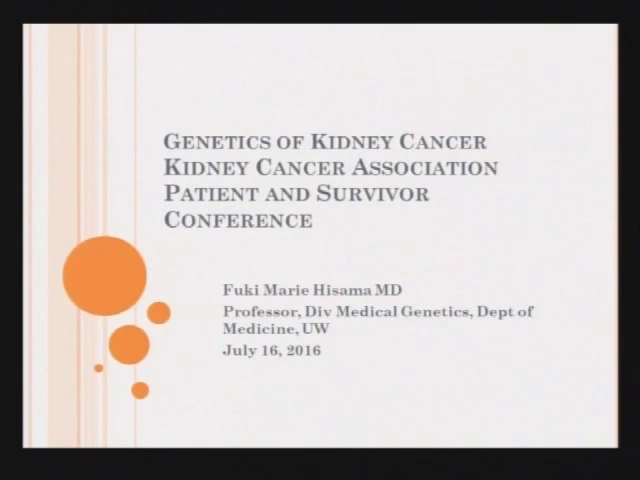 Genetics of Kidney Cancer
Kidney Cancer Association
Patient and Survivor
Conference
Fuki Marie Hisama MD
Professor, Div Medical Genetics, Dept of
Medicine, UW
July 16, 2016